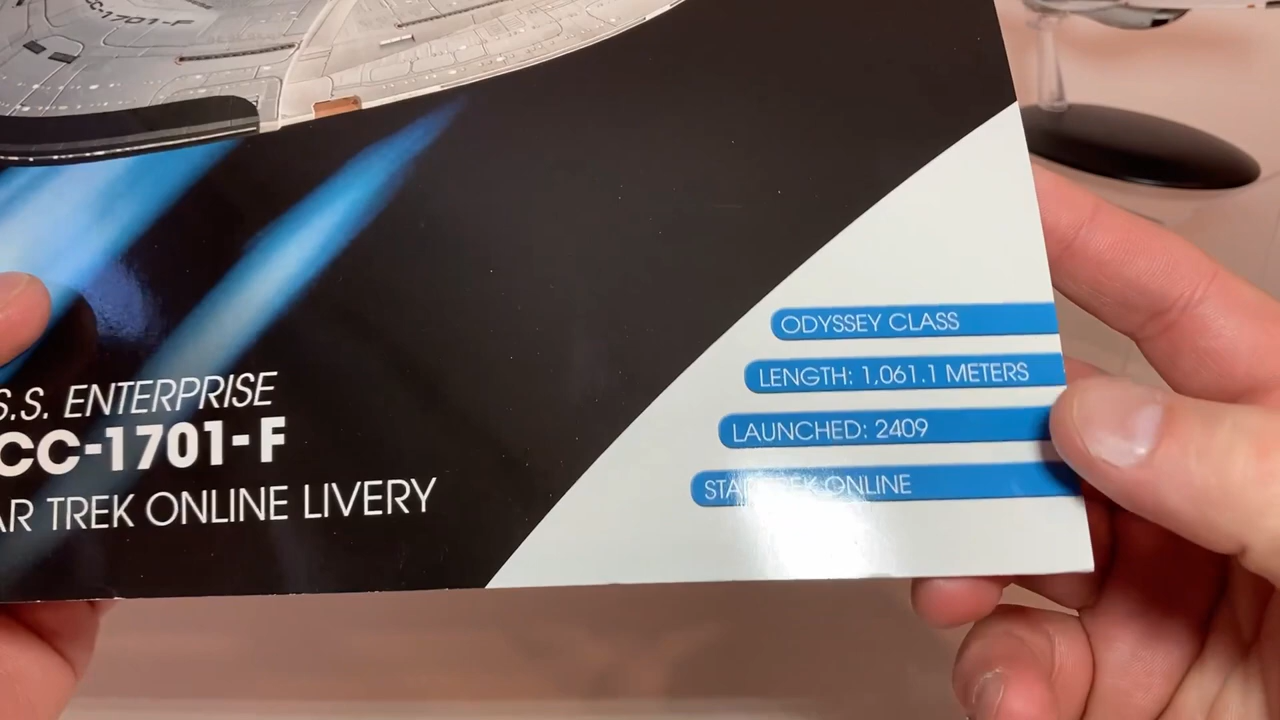 CC-1701-F
S.S. ENTERPRISE
CC-1701-F
AR TREK ONLINE LIVERY
ODYSSEY CLASS
LENGTH: 1,061.1 METERS
LAUNCHED: 2409
STAR TREK ONLINE